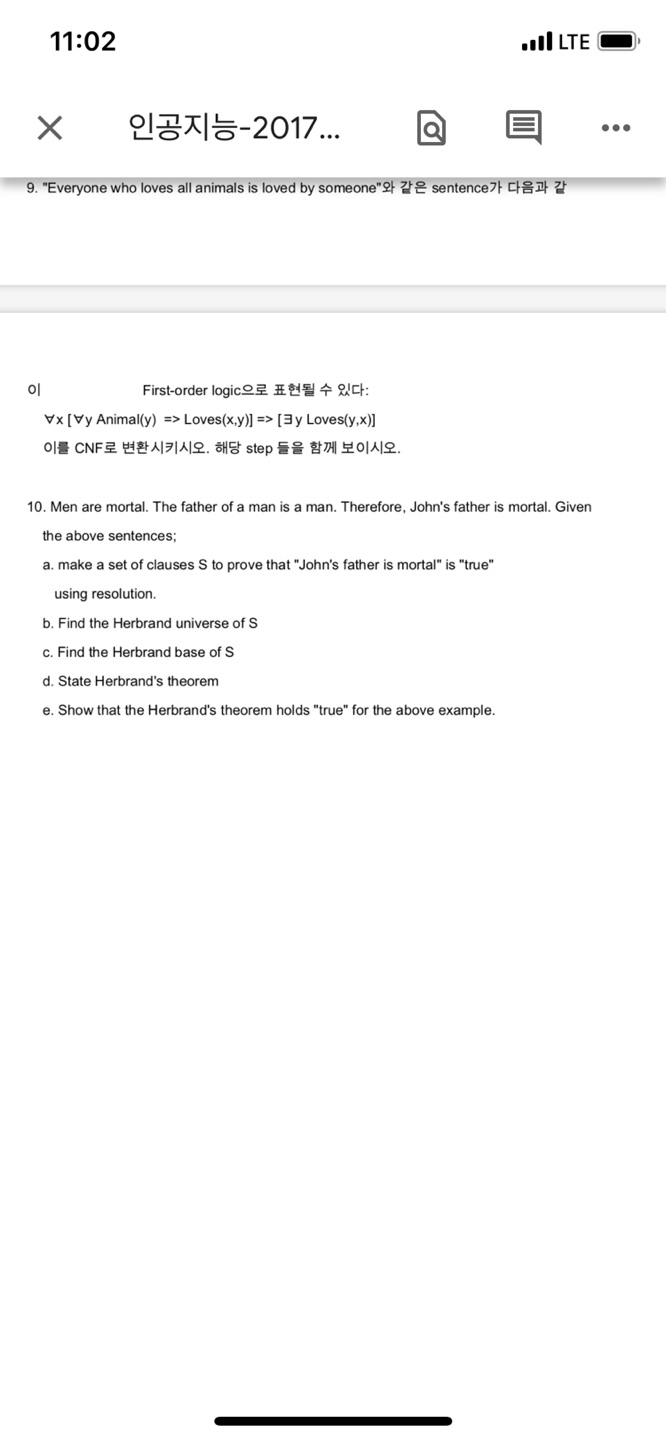 11:02 LTE
인공지능-2017...
9. "Everyone who loves all animals is loved by someone"와 같은 sentence가 다음과 같
이 First-order logic으로 표현될 수 있다:
∀x [∀y Animal(y) => Loves(x,y)] => [∃y Loves(y,x)]
이를 CNF로 변환시키시오. 해당 step 들을 함께 보이시오.
10. Men are mortal. The father of a man is a man. Therefore, John's father is mortal. Given
the above sentences;
a. make a set of clauses S to prove that "John's father is mortal" is "true"
using resolution.
b. Find the Herbrand universe of S
c. Find the Herbrand base of S
d. State Herbrand's theorem
e. Show that the Herbrand's theorem holds "true" for the above example.